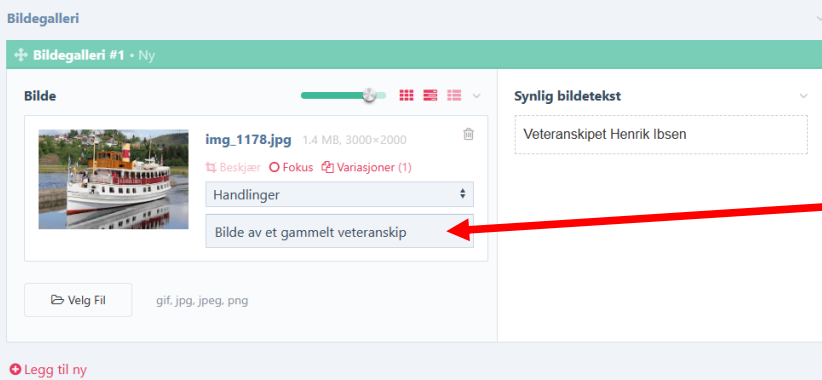 Bildegalleri
Bildegalleri #1 • Ny
Bilde
img_1178.jpg 1.4 MB, 3000×2000
Beskjær Fokus Variasjoner (1)
Handlinger
Bilde av et gammelt veteranskip
Velg Fil gif, jpg, jpeg, png
Synlig bildetekst
Veteranskipet Henrik Ibsen
Legg til ny